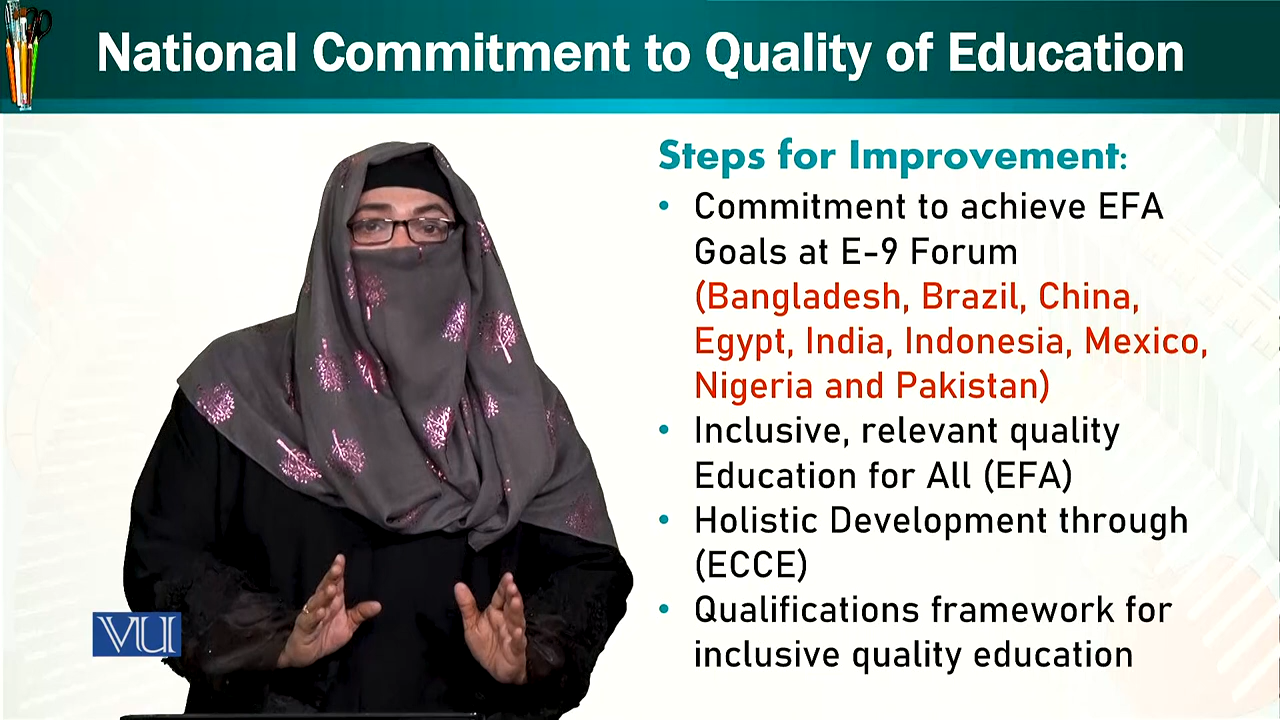 National Commitment to Quality of Education
Steps for Improvement:
• Commitment to achieve EFA
Goals at E-9 Forum
(Bangladesh, Brazil, China,
Egypt, India, Indonesia, Mexico,
Nigeria and Pakistan)
• Inclusive, relevant quality
Education for All (EFA)
• Holistic Development through
(ECCE)
• Qualifications framework for
inclusive quality education
VU